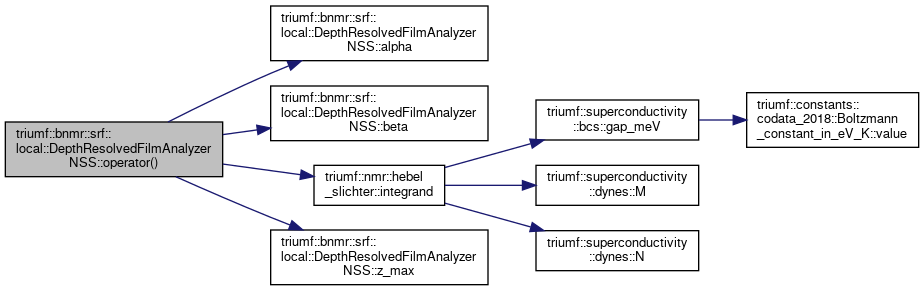 triumf::bnmr::srf::
local::DepthResolvedFilmAnalyzer
NSS::operator()
triumf::bnmr::srf::
local::DepthResolvedFilmAnalyzer
NSS::alpha
triumf::bnmr::srf::
local::DepthResolvedFilmAnalyzer
NSS::beta
triumf::nmr::hebel
_slichter::integrand
triumf::bnmr::srf::
local::DepthResolvedFilmAnalyzer
NSS::z_max
triumf::superconductivity
::bcs::gap_meV
triumf::superconductivity
::dynes::M
triumf::superconductivity
::dynes::N
triumf::constants::
codata_2018::Boltzmann
_constant_in_eV_K::value